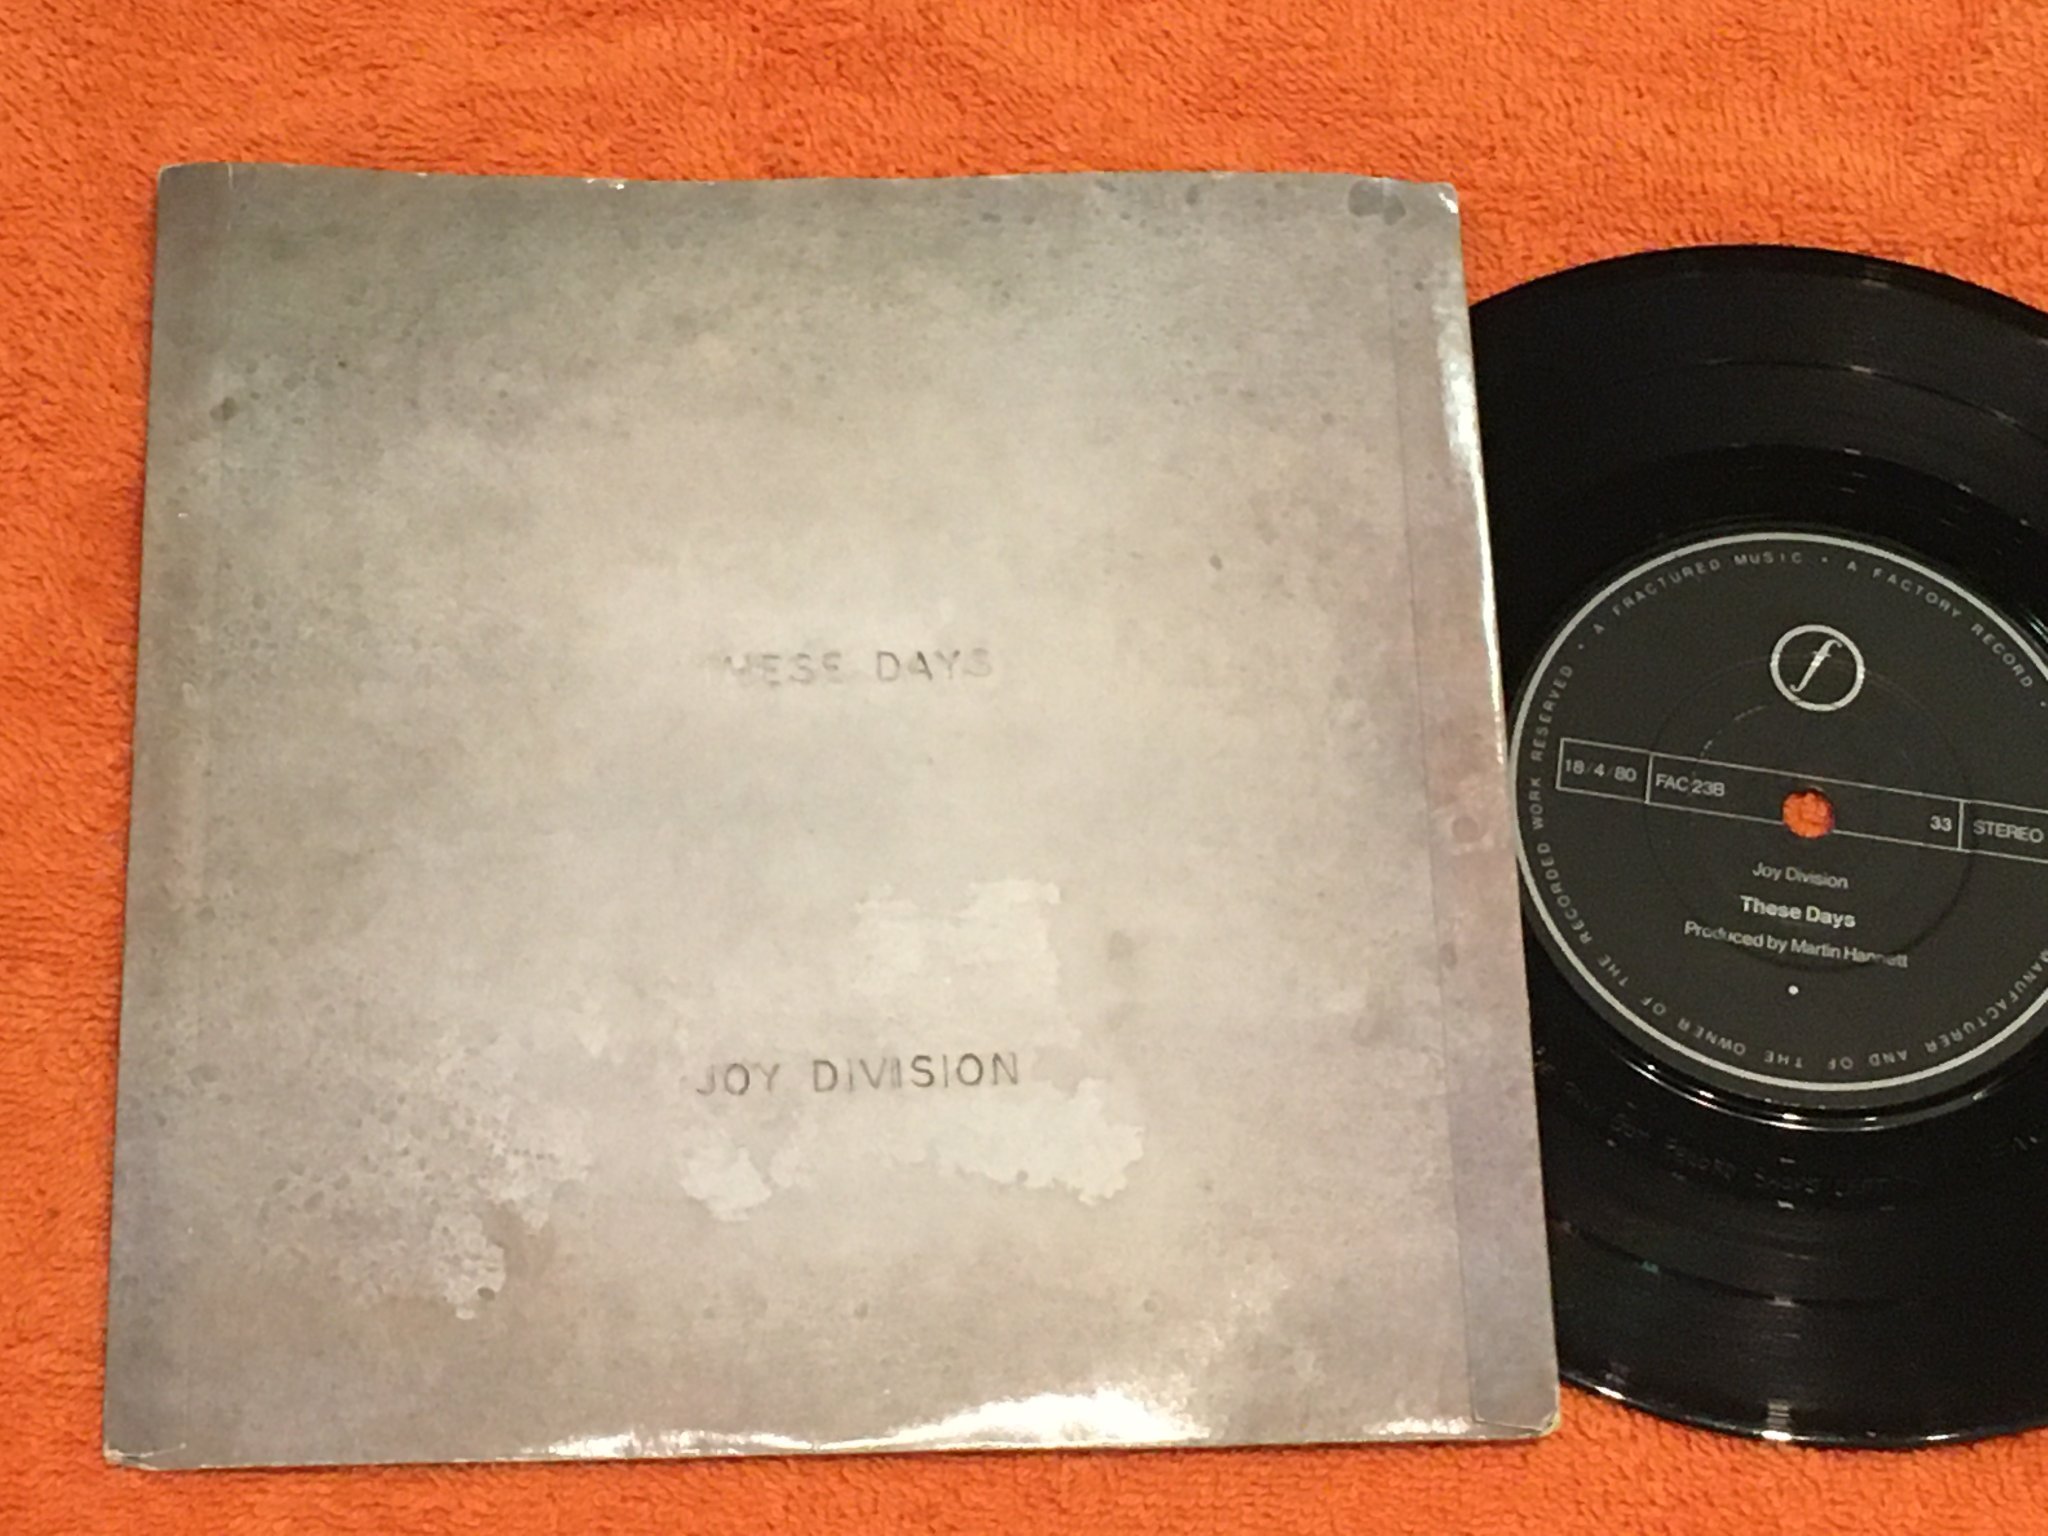 THESE DAYS
JOY DIVISION
f
18/4/80 FAC 23B 33 STEREO
Joy Division
These Days
Produced by Martin Hannett
MANUFACTURER AND OF THE OWNER OF THE RECORDED WORK RESERVED • A FRACTURED MUSIC • A FACTORY RECORD •